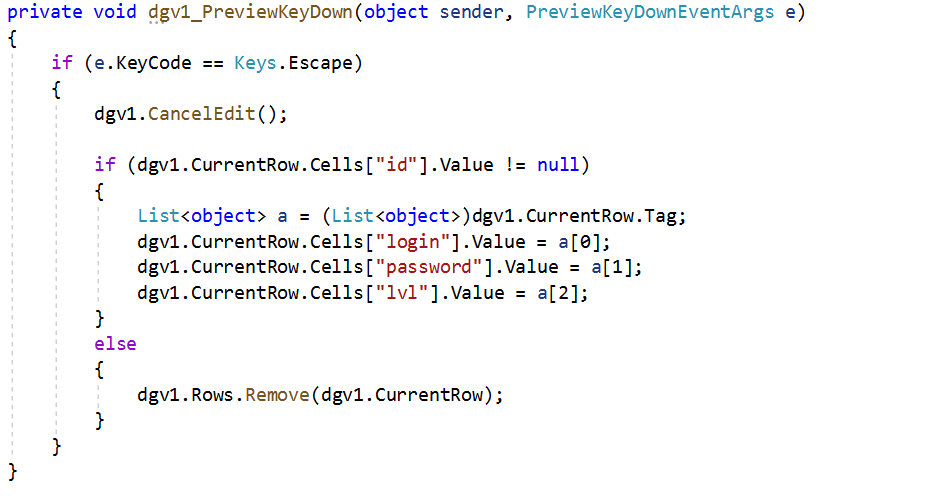 private void dgv1_PreviewKeyDown(object sender, PreviewKeyDownEventArgs e)
{
    if (e.KeyCode == Keys.Escape)
    {
        dgv1.CancelEdit();

        if (dgv1.CurrentRow.Cells["id"].Value != null)
        {
            List<object> a = (List<object>)dgv1.CurrentRow.Tag;
            dgv1.CurrentRow.Cells["login"].Value = a[0];
            dgv1.CurrentRow.Cells["password"].Value = a[1];
            dgv1.CurrentRow.Cells["lvl"].Value = a[2];
        }
        else
        {
            dgv1.Rows.Remove(dgv1.CurrentRow);
        }
    }
}